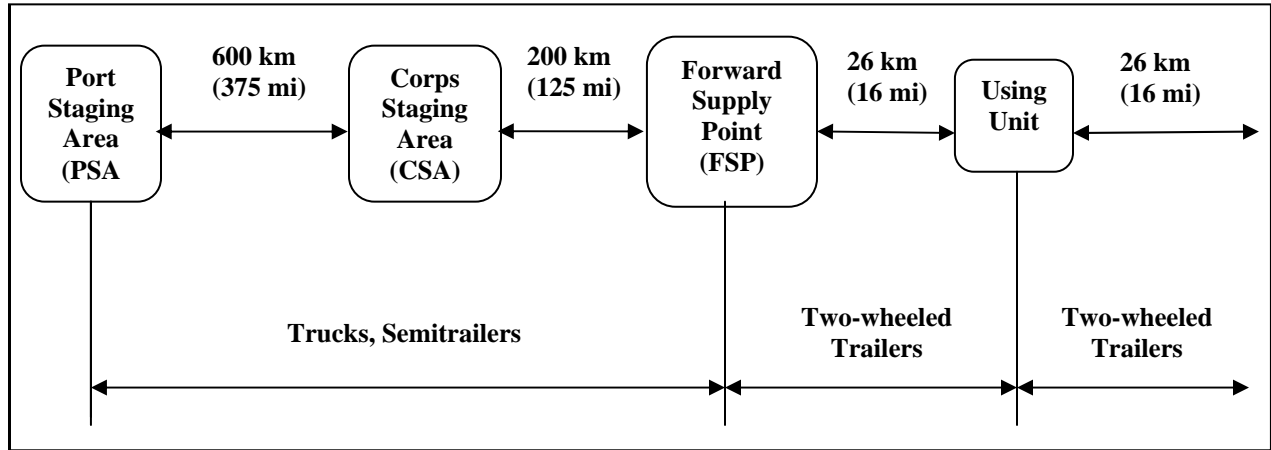 Port
Staging
Area
(PSA
600 km
(375 mi)
Corps
Staging
Area
(CSA)
200 km
(125 mi)
Forward
Supply
Point
(FSP)
26 km
(16 mi)
Using
Unit
26 km
(16 mi)
Trucks, Semitrailers
Two-wheeled
Trailers
Two-wheeled
Trailers